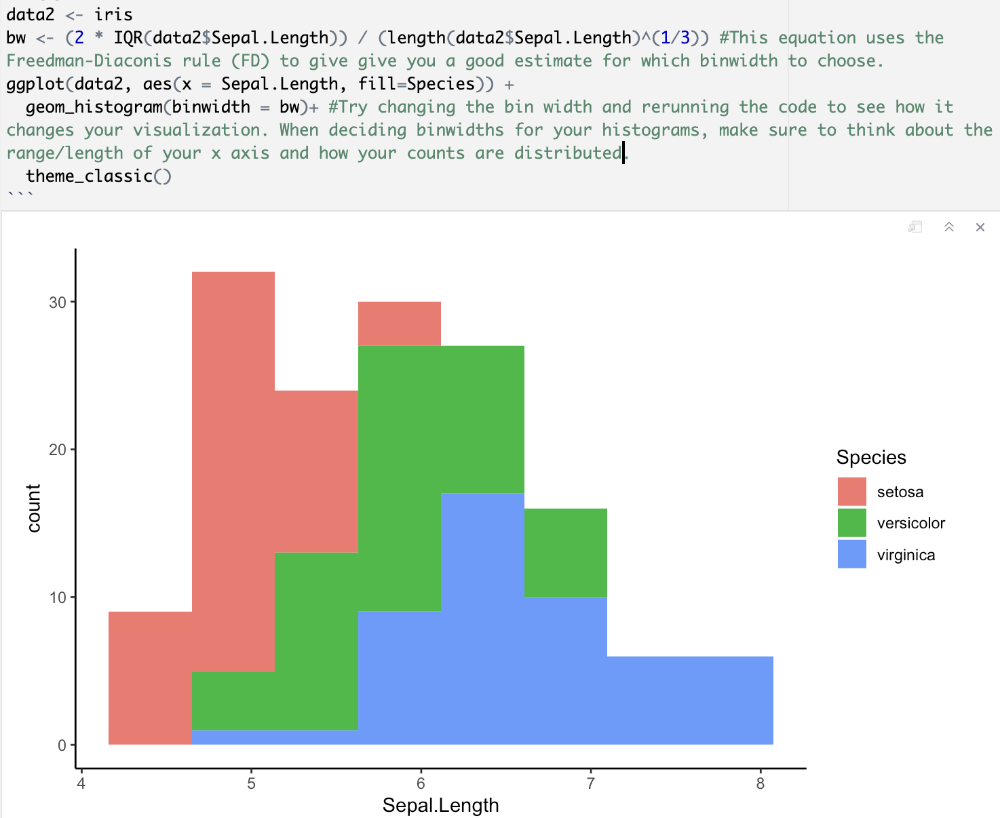 data2 <- iris
bw <- (2 * IQR(data2$Sepal.Length)) / (length(data2$Sepal.Length)^(1/3)) #This equation uses the
Freedman-Diaconis rule (FD) to give give you a good estimate for which binwidth to choose.
ggplot(data2, aes(x = Sepal.Length, fill=Species)) +
  geom_histogram(binwidth = bw)+ #Try changing the bin width and rerunning the code to see how it
changes your visualization. When deciding binwidths for your histograms, make sure to think about the
range/length of your x axis and how your counts are distributed.
  theme_classic()
```
30
20
10
0
count
4 5 6 7 8
Sepal.Length
Species
setosa
versicolor
virginica